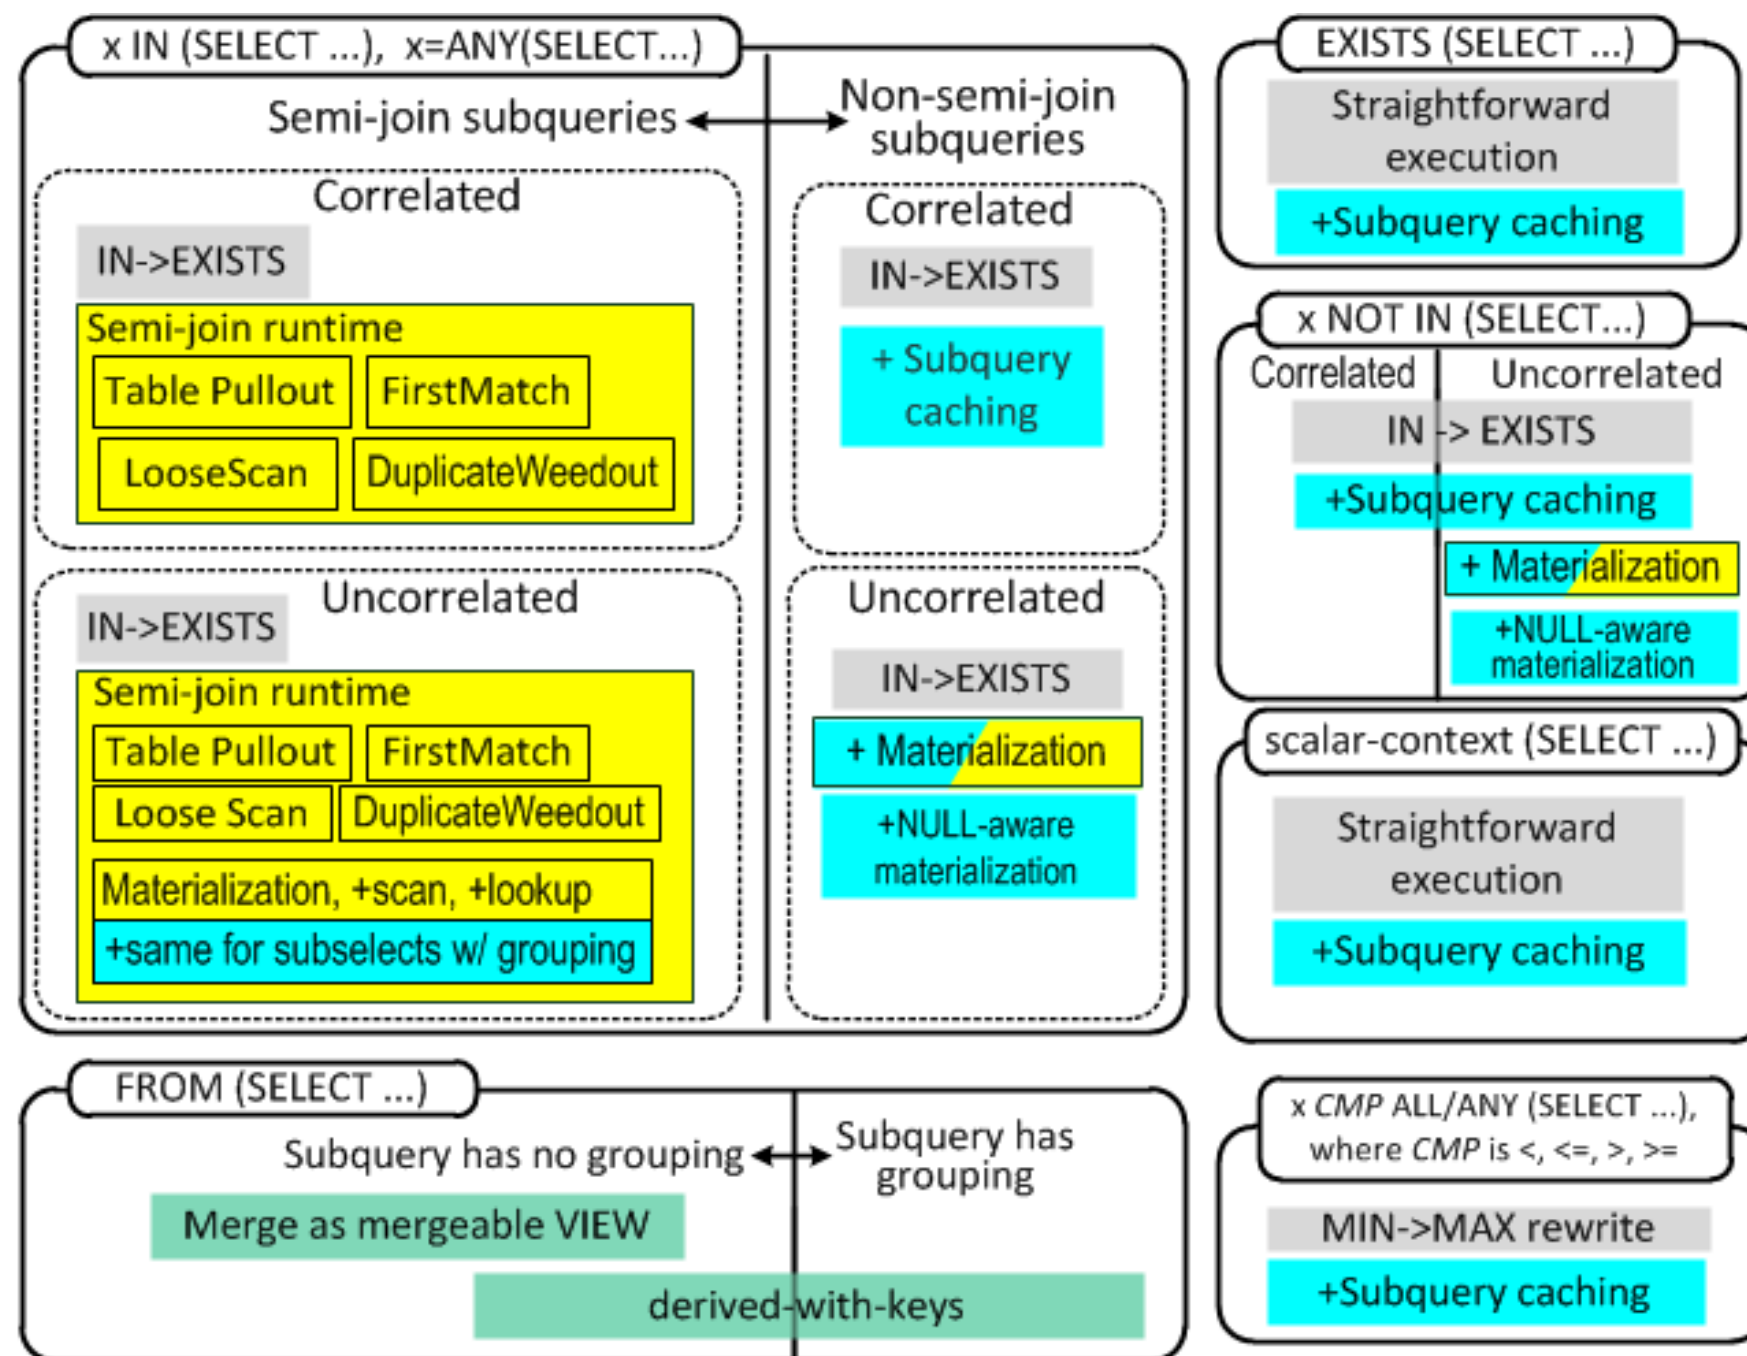 x IN (SELECT ...), x=ANY(SELECT...)
Semi-join subqueries
Non-semi-join
subqueries
Correlated
IN->EXISTS
Semi-join runtime
Table Pullout
FirstMatch
LooseScan
DuplicateWeedout
Correlated
IN->EXISTS
+ Subquery
caching
Uncorrelated
IN->EXISTS
Semi-join runtime
Table Pullout
FirstMatch
Loose Scan
DuplicateWeedout
Materialization, +scan, +lookup
+same for subselects w/ grouping
Uncorrelated
IN->EXISTS
+ Materialization
+NULL-aware
materialization
FROM (SELECT ...)
Subquery has no grouping
Subquery has
grouping
Merge as mergeable VIEW
derived-with-keys
EXISTS (SELECT ...)
Straightforward
execution
+Subquery caching
x NOT IN (SELECT...)
Correlated
Uncorrelated
IN -> EXISTS
+Subquery caching
+ Materialization
+NULL-aware
materialization
scalar-context (SELECT ...)
Straightforward
execution
+Subquery caching
x CMP ALL/ANY (SELECT ...),
where CMP is <, <=, >, >=
MIN->MAX rewrite
+Subquery caching